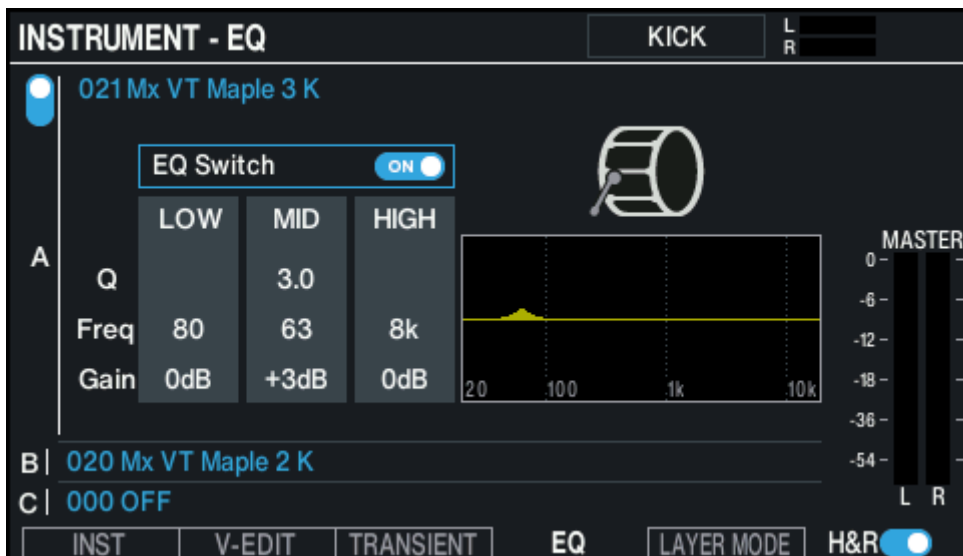 INSTRUMENT - EQ
KICK
L
R
021 Mx VT Maple 3 K
EQ Switch ON
LOW MID HIGH
A
Q 3.0
Freq 80 63 8k
Gain 0dB +3dB 0dB
20 100 1k 10k
MASTER
0
-6
-12
-18
-36
-54
L R
B 020 Mx VT Maple 2 K
C 000 OFF
INST V-EDIT TRANSIENT EQ LAYER MODE H&R